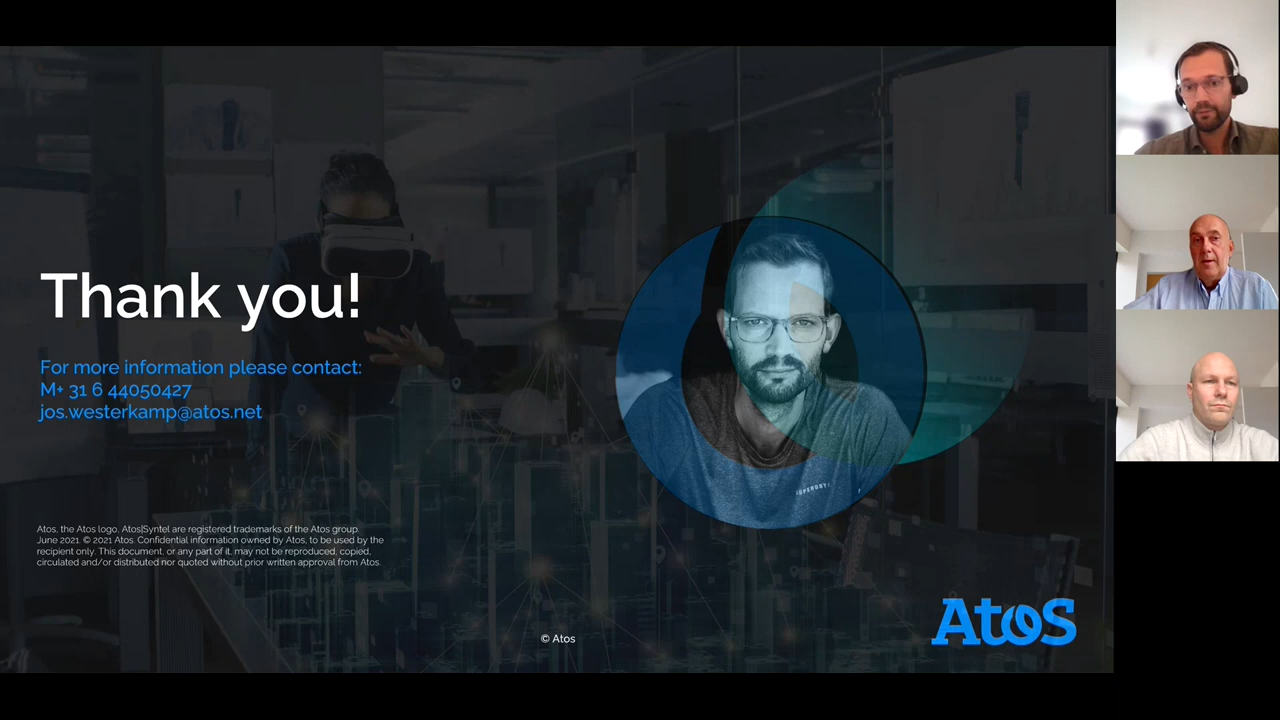 Thank you!
For more information please contact:
M+ 31 6 44050427
jos.westerkamp@atos.net
SUPERDRY
Atos, the Atos logo, Atos|Syntel are registered trademarks of the Atos group.
June 2021. © 2021 Atos. Confidential information owned by Atos, to be used by the
recipient only. This document, or any part of it, may not be reproduced, copied,
circulated and/or distributed nor quoted without prior written approval from Atos.
© Atos
Atos